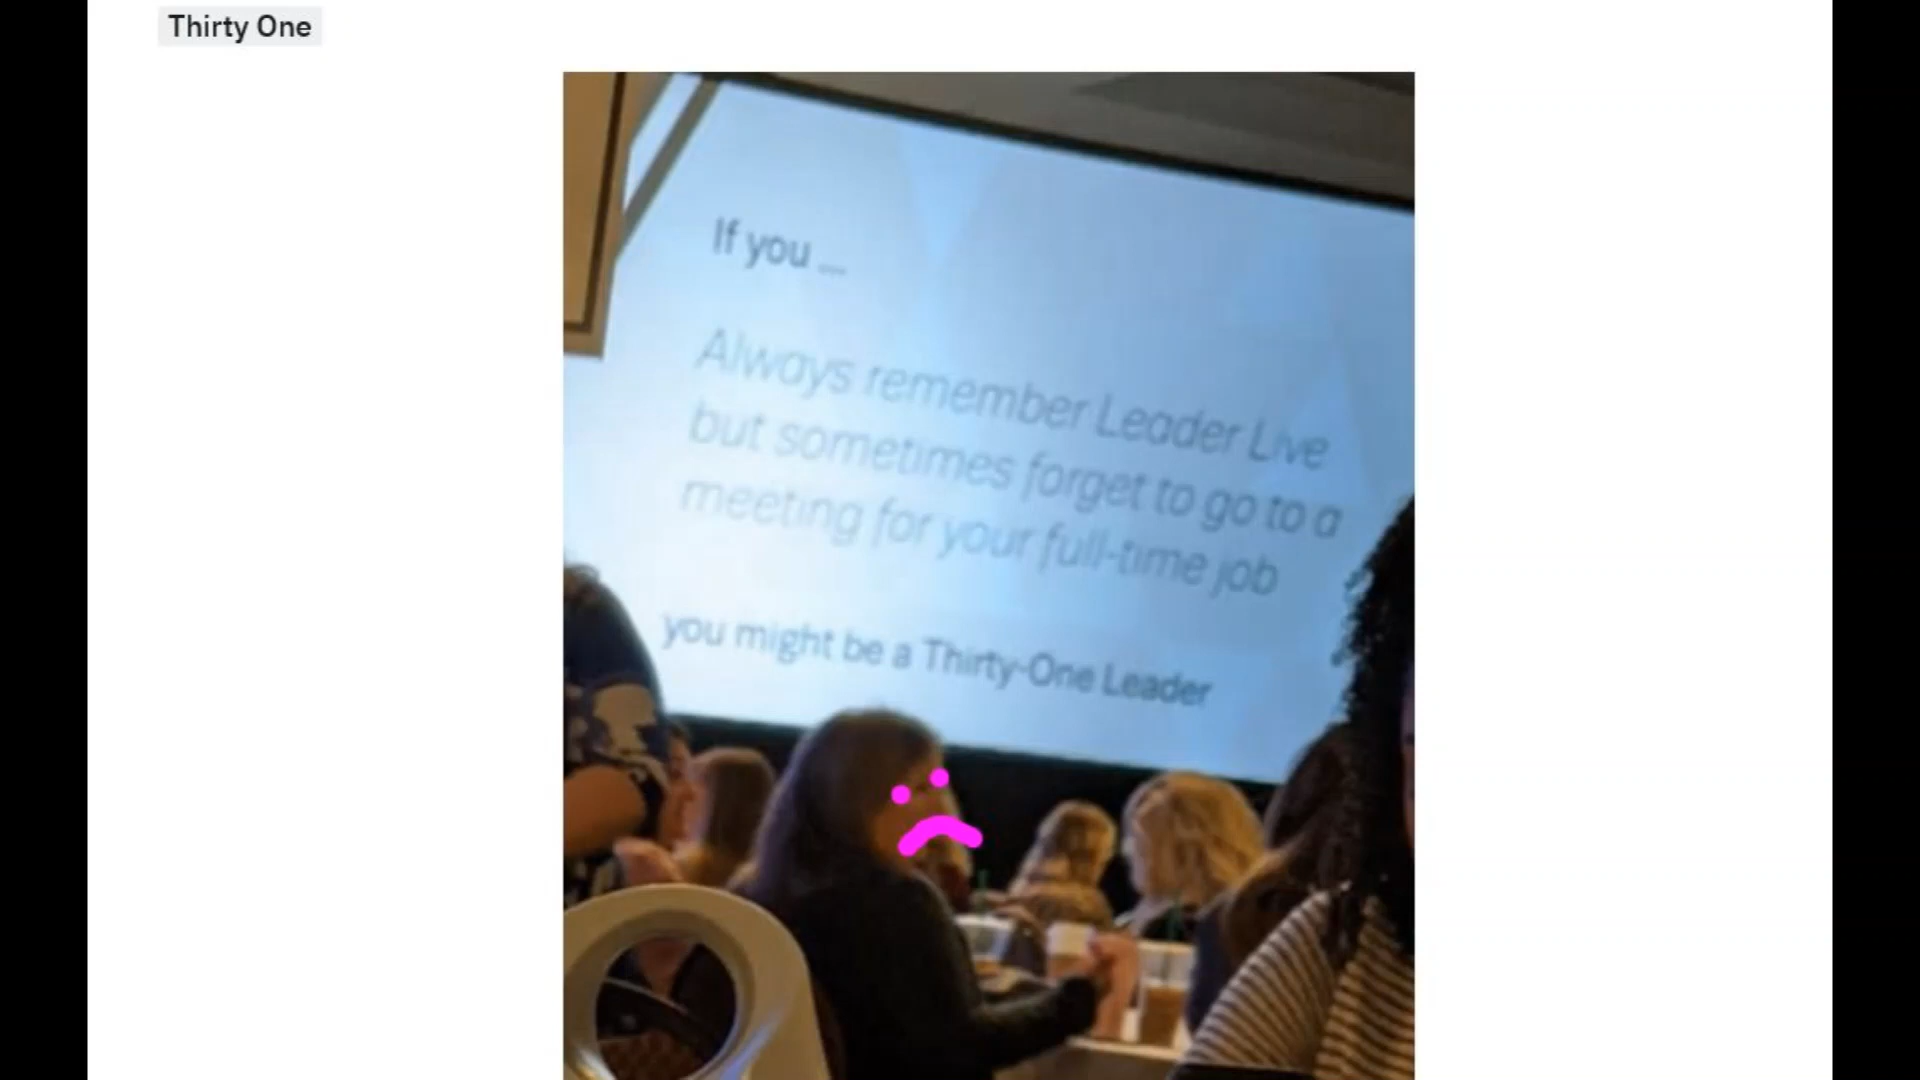 Thirty One
If you ...
Always remember Leader Live
but sometimes forget to go to a
meeting for your full-time job
you might be a Thirty-One Leader